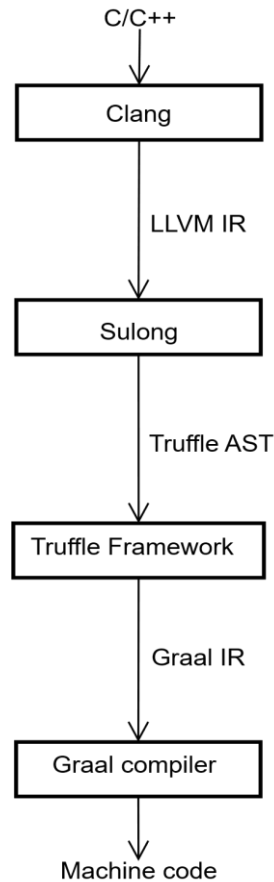 C/C++
Clang
LLVM IR
Sulong
Truffle AST
Truffle Framework
Graal IR
Graal compiler
Machine code